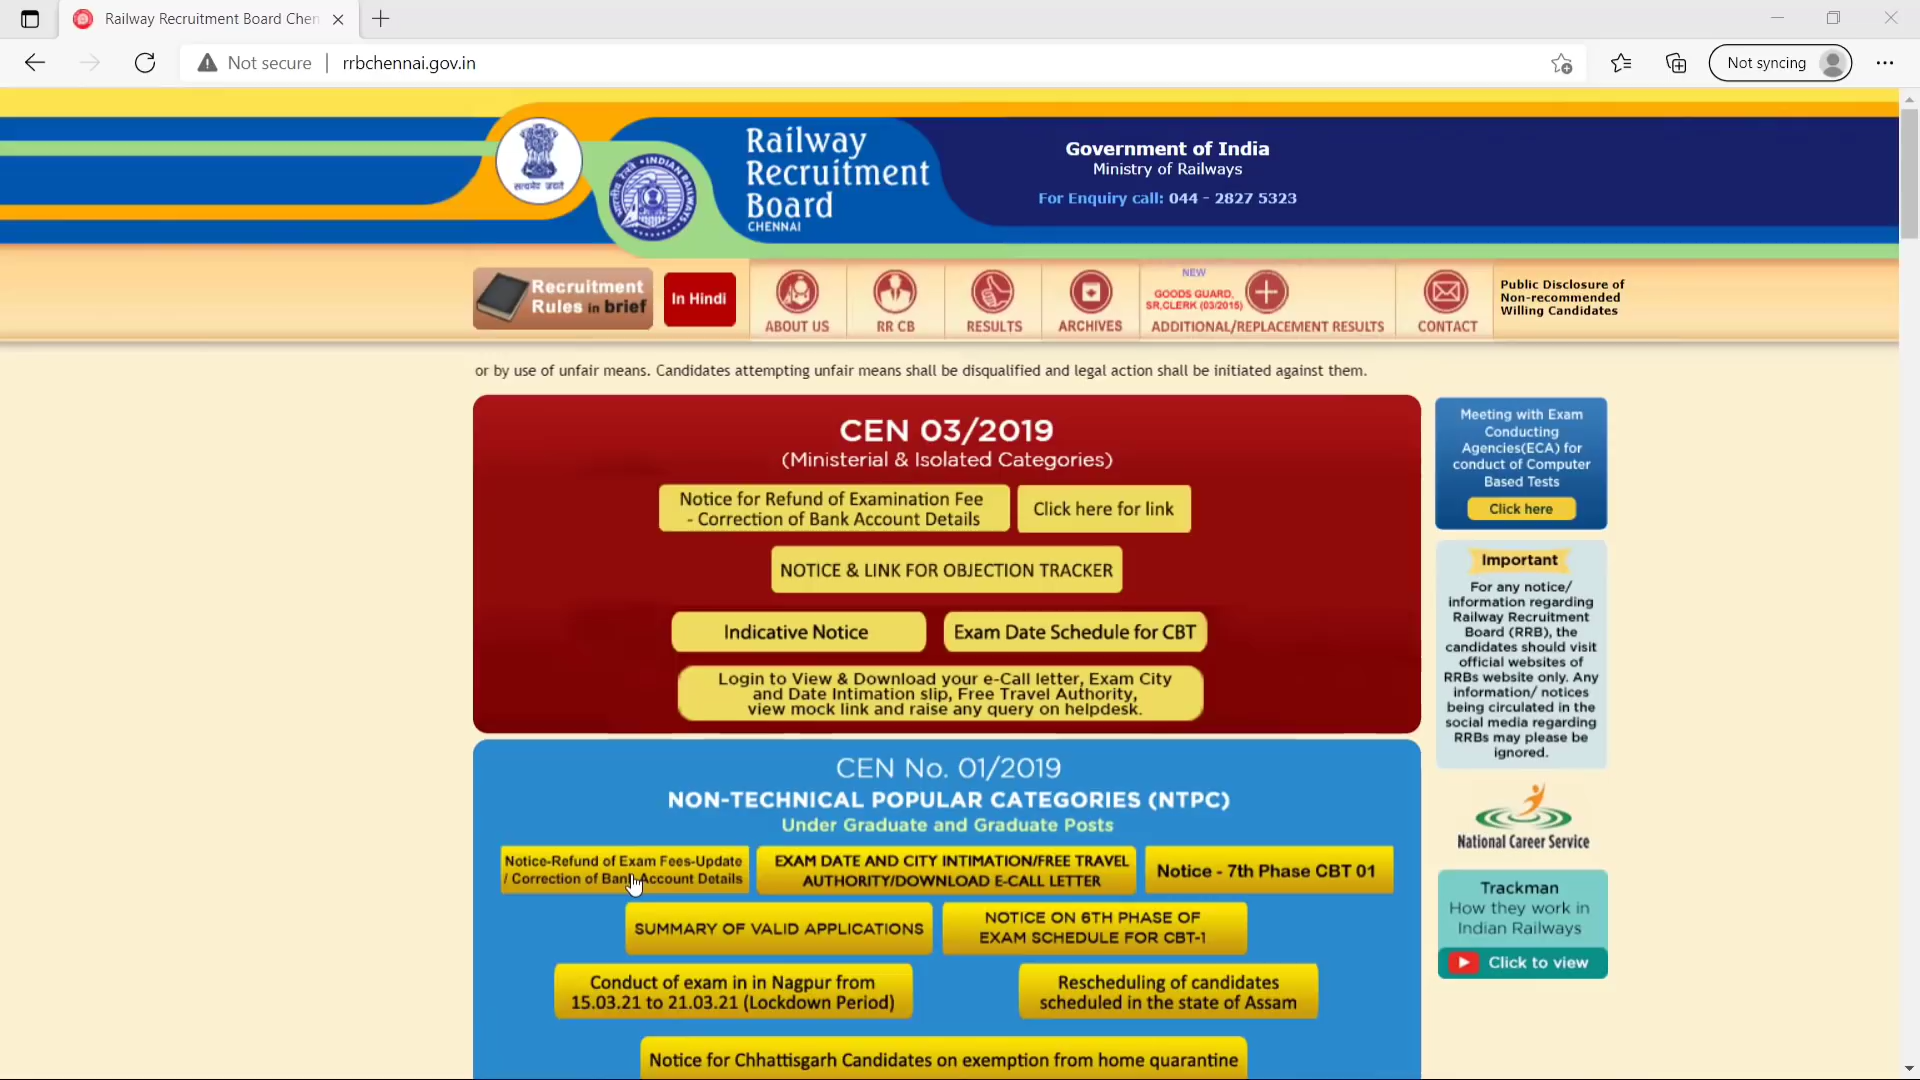 Railway Recruitment Board Chen
Not secure
rrbchennai.gov.in
Not syncing
सत्यमेव जयते
INDIAN RAILWAYS
भारतीय रेल
Railway
Recruitment
Board
CHENNAI
Government of India
Ministry of Railways
For Enquiry call: 044 - 2827 5323
Recruitment
Rules in brief
In Hindi
ABOUT US
RR CB
RESULTS
ARCHIVES
NEW
GOODS GUARD,
SR,CLERK (03/2015)
ADDITIONAL/REPLACEMENT RESULTS
CONTACT
Public Disclosure of
Non-recommended
Willing Candidates
or by use of unfair means. Candidates attempting unfair means shall be disqualified and legal action shall be initiated against them.
CEN 03/2019
(Ministerial & Isolated Categories)
Notice for Refund of Examination Fee
- Correction of Bank Account Details
Click here for link
NOTICE & LINK FOR OBJECTION TRACKER
Indicative Notice
Exam Date Schedule for CBT
Login to View & Download your e-Call letter, Exam City
and Date Intimation slip, Free Travel Authority,
view mock link and raise any query on helpdesk.
CEN No. 01/2019
NON-TECHNICAL POPULAR CATEGORIES (NTPC)
Under Graduate and Graduate Posts
Notice-Refund of Exam Fees-Update
/ Correction of Bank Account Details
EXAM DATE AND CITY INTIMATION/FREE TRAVEL
AUTHORITY/DOWNLOAD E-CALL LETTER
Notice - 7th Phase CBT 01
SUMMARY OF VALID APPLICATIONS
NOTICE ON 6TH PHASE OF
EXAM SCHEDULE FOR CBT-1
Conduct of exam in in Nagpur from
15.03.21 to 21.03.21 (Lockdown Period)
Rescheduling of candidates
scheduled in the state of Assam
Notice for Chhattisgarh Candidates on exemption from home quarantine
Meeting with Exam
Conducting
Agencies(ECA) for
conduct of Computer
Based Tests
Click here
Important
For any notice/
information regarding
Railway Recruitment
Board (RRB), the
candidates should visit
official websites of
RRBs website only. Any
information/ notices
being circulated in the
social media regarding
RRBs may please be
ignored.
National Career Service
Trackman
How they work in
Indian Railways
Click to view